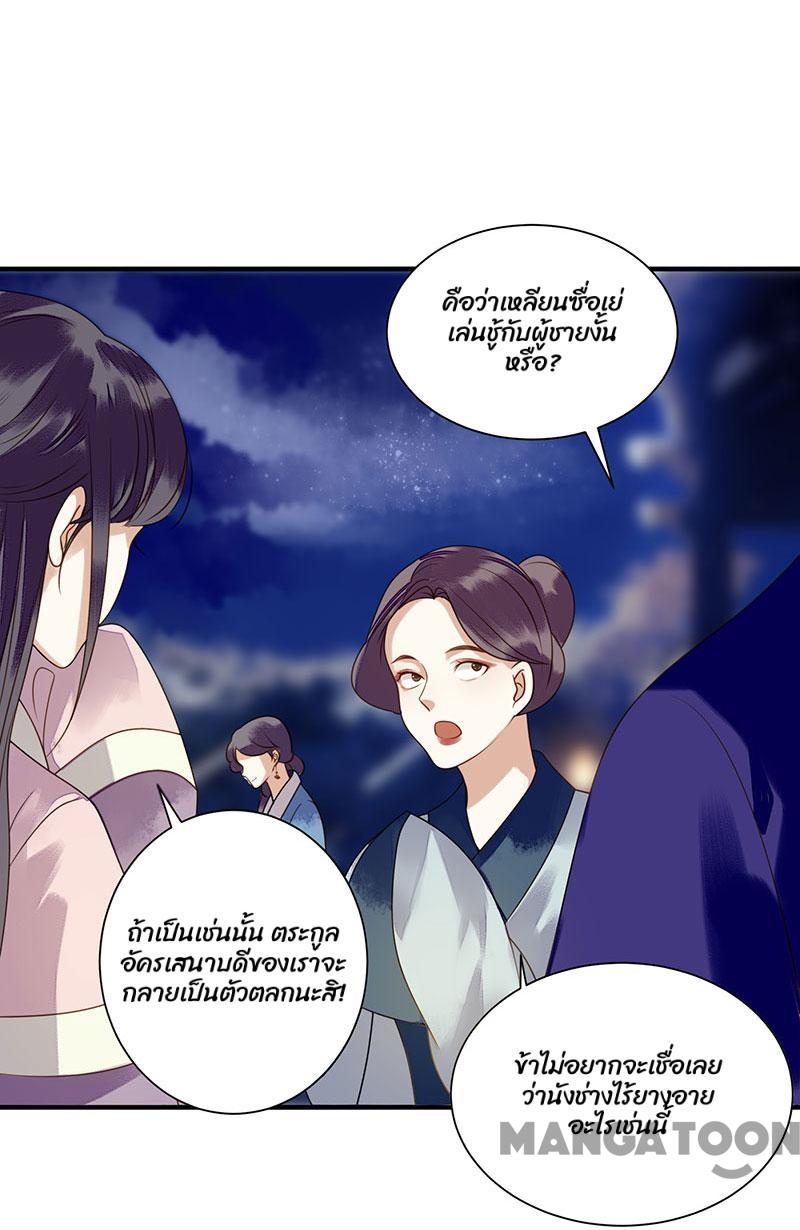 คือว่าเหลียนซื่อเย่
เล่นชู้กับผู้ชายงั้น
หรือ?
ถ้าเป็นเช่นนั้น ตระกูล
อัครเสนาบดีของเราจะ
กลายเป็นตัวตลกนะสิ!
ข้าไม่อยากจะเชื่อเลย
ว่านังช่างไร้ยางอาย
อะไรเช่นนี้
MANGATOON